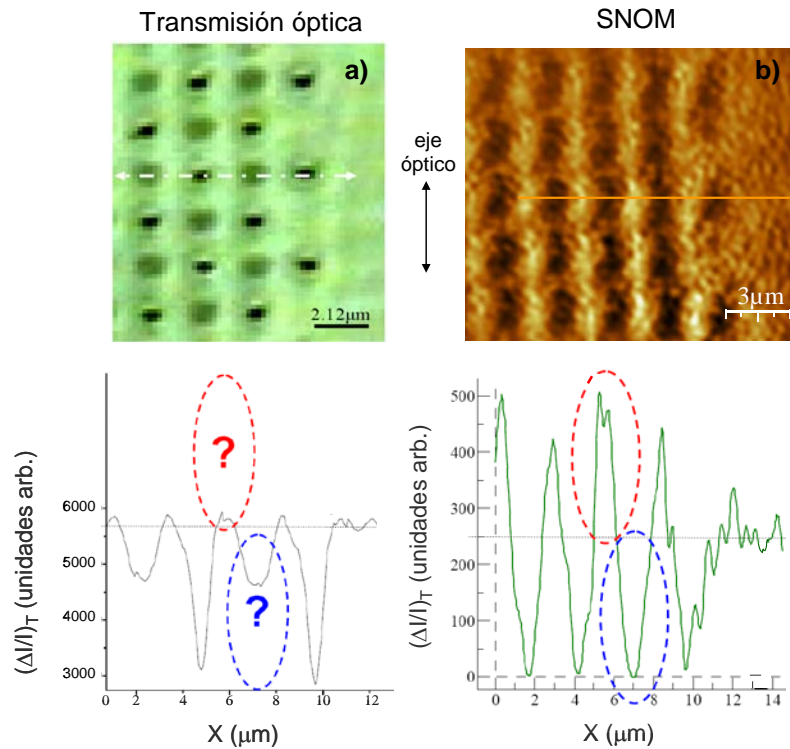 Transmisión óptica
SNOM
a)
b)
eje
óptico
2.12µm
3µm
(ΔI/I)T (unidades arb.)
6000
5000
4000
3000
?
?
0 2 4 6 8 10 12
X (µm)
(ΔI/I)T (unidades arb.)
500
400
300
200
100
0
0 2 4 6 8 10 12 13 14
X (µm)